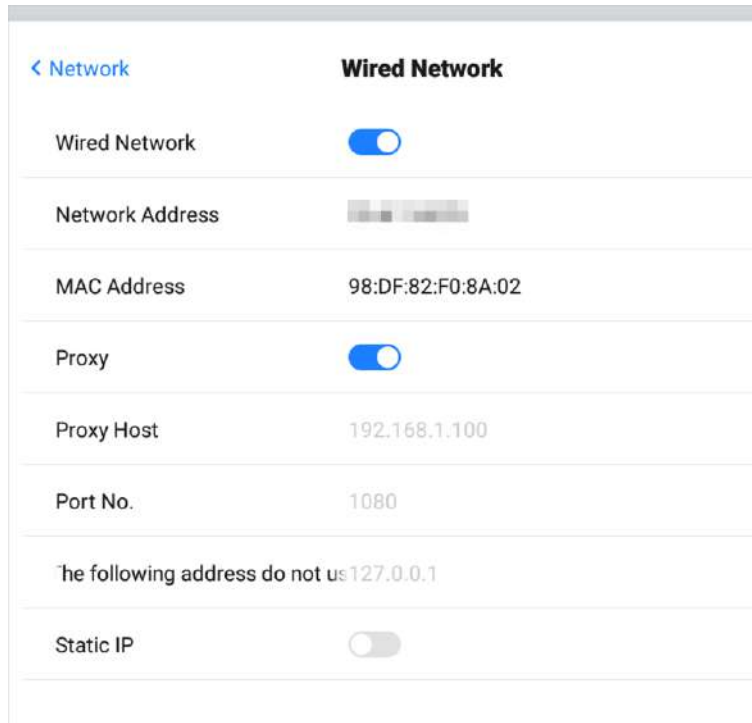 Network
Wired Network
Wired Network
Network Address
MAC Address 98:DF:82:F0:8A:02
Proxy
Proxy Host 192.168.1.100
Port No. 1080
he following address do not us 127.0.0.1
Static IP